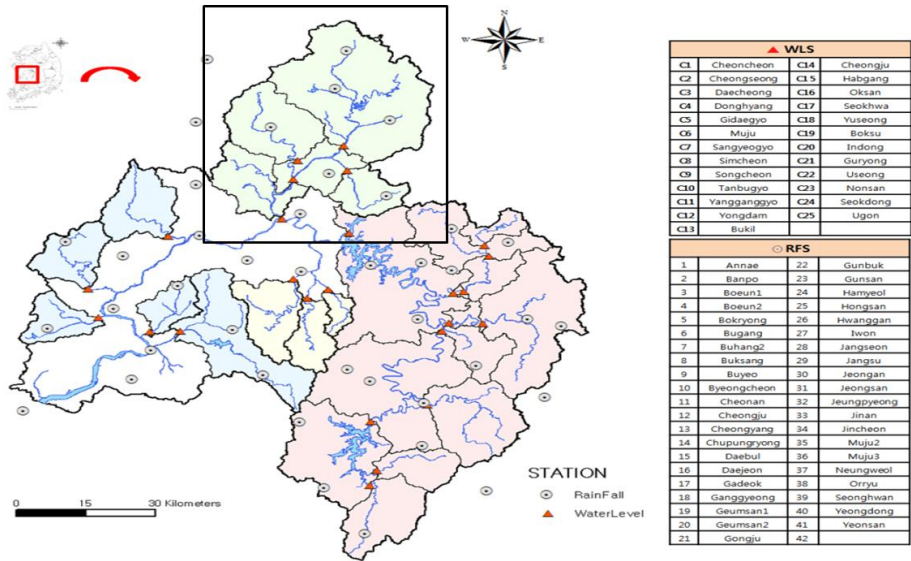 N
W E
S
WLS
C1 Cheoncheon C14 Cheongju
C2 Cheongseong C15 Habgang
C3 Daecheong C16 Oksan
C4 Donghyang C17 Seokhwa
C5 Gidaegyo C18 Yuseong
C6 Muju C19 Boksu
C7 Sangyeogyo C20 Indong
C8 Simcheon C21 Guryong
C9 Songcheon C22 Useong
C10 Tanbugyo C23 Nonsan
C11 Yangganggyo C24 Seokdong
C12 Yongdam C25 Ugon
C13 Bukil
RFS
1 Annae 22 Gunbuk
2 Banpo 23 Gunsan
3 Boeun1 24 Hamyeol
4 Boeun2 25 Hongsan
5 Bokryong 26 Hwanggan
6 Bugang 27 Iwon
7 Buhang2 28 Jangseon
8 Buksang 29 Jangsu
9 Buyeo 30 Jeongan
10 Byeongcheon 31 Jeongsan
11 Cheonan 32 Jeungpyeong
12 Cheongju 33 Jinan
13 Cheongyang 34 Jincheon
14 Chupungryong 35 Muju2
15 Daebul 36 Muju3
16 Daejeon 37 Neungweol
17 Gadeok 38 Orryu
18 Ganggyeong 39 Seonghwan
19 Geumsan1 40 Yeongdong
20 Geumsan2 41 Yeonsan
21 Gongju 42
STATION
RainFall
WaterLevel
0 15 30 Kilometers